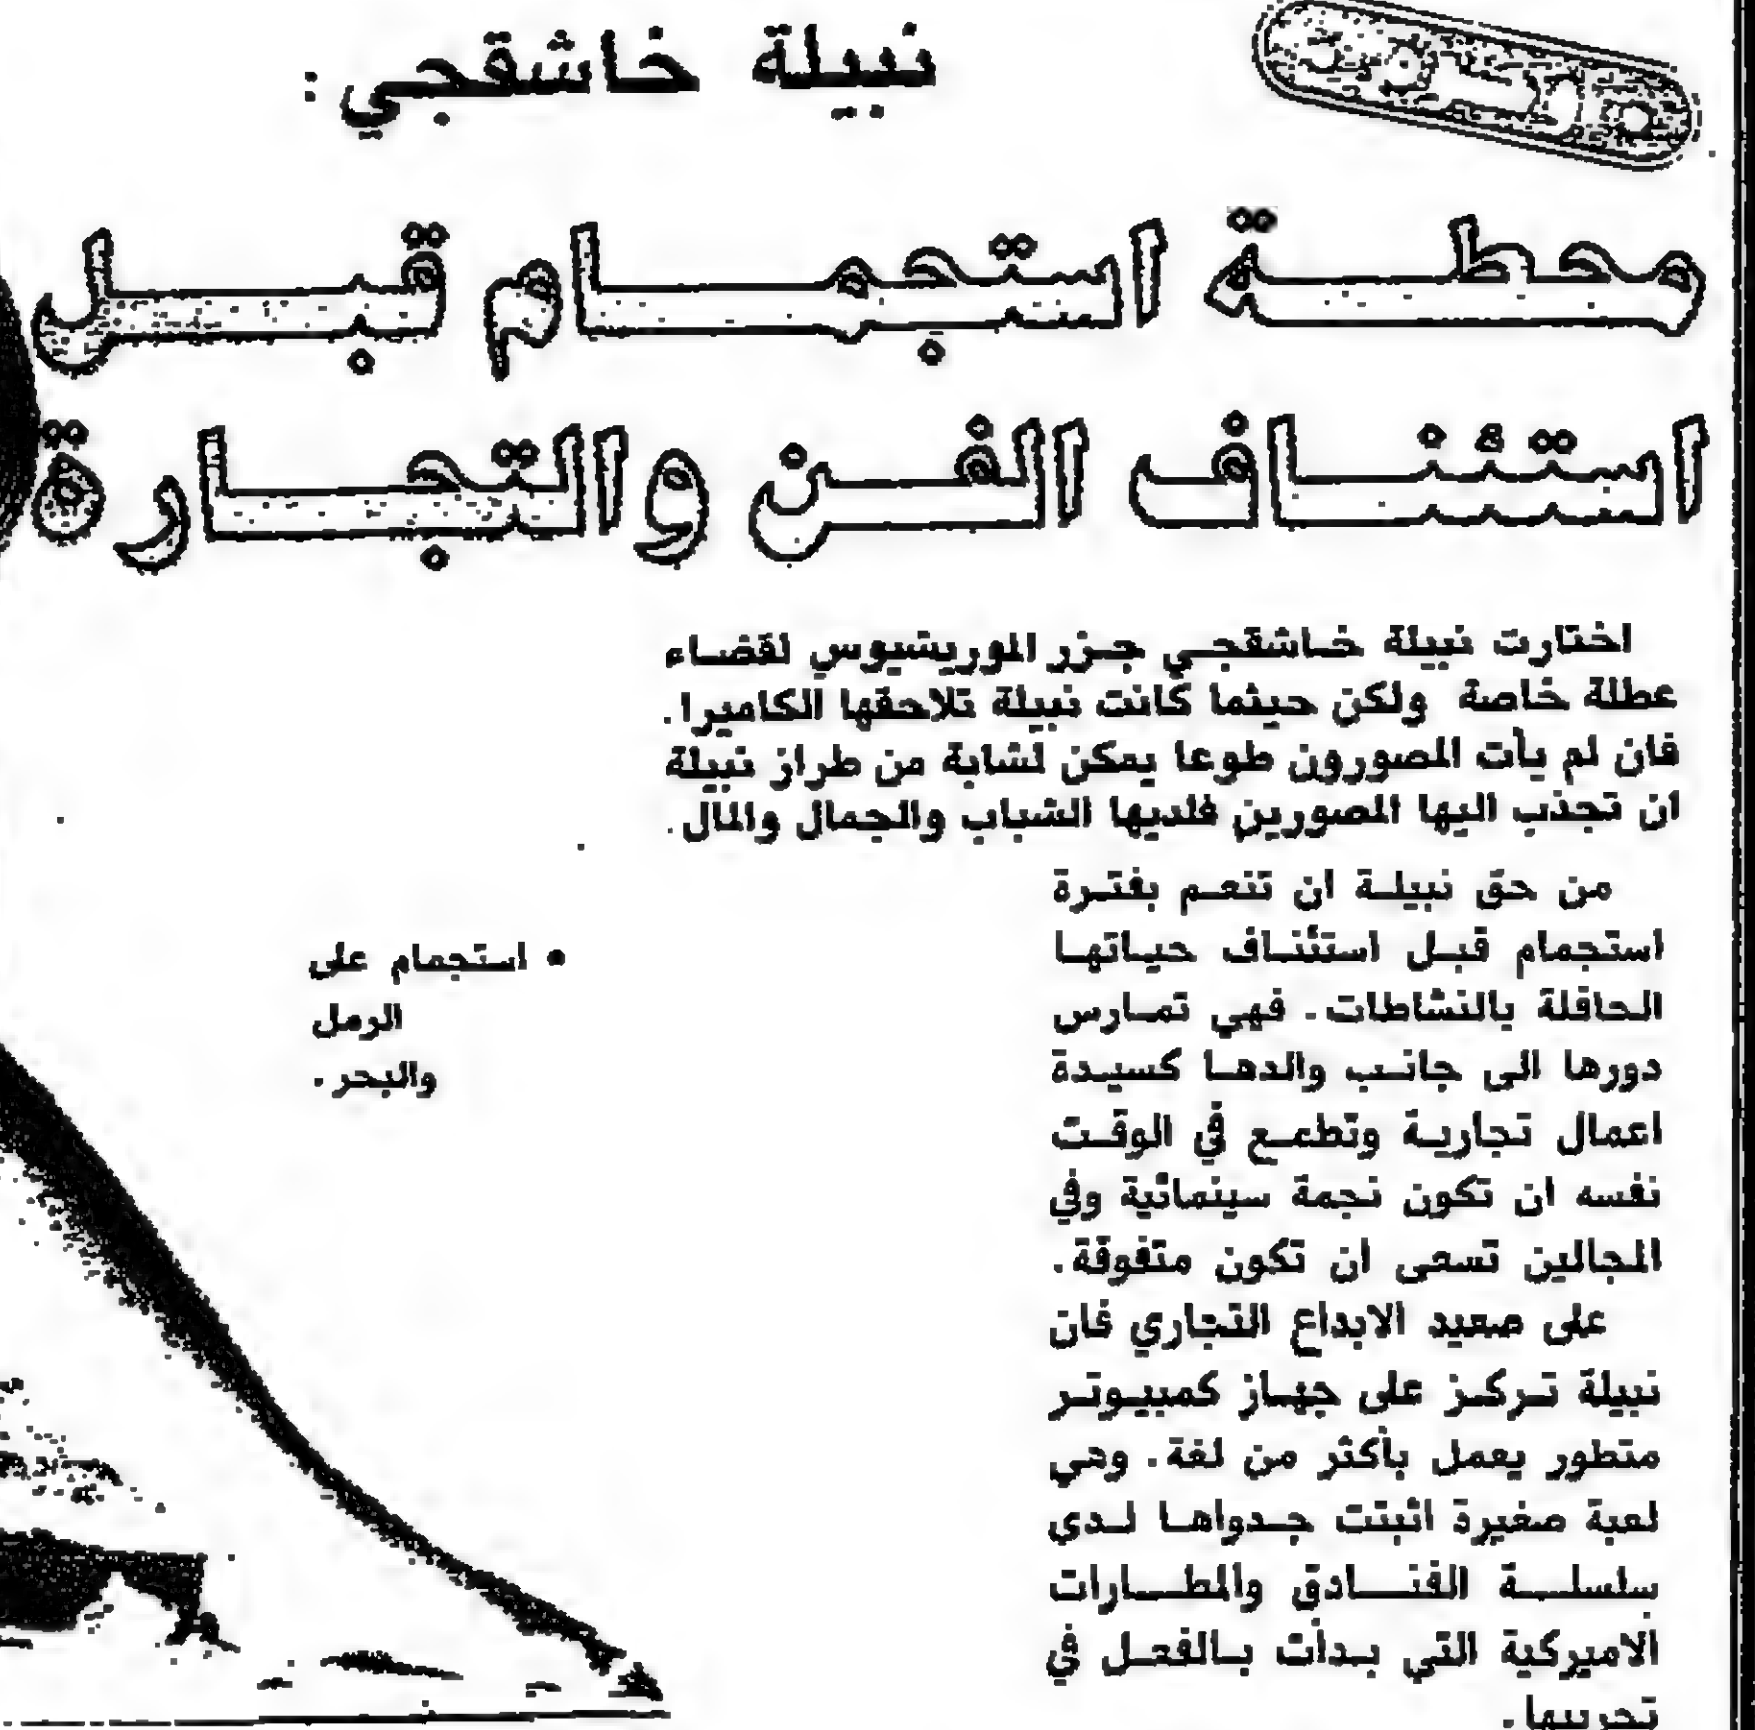 نبيلة خاشقجي :
محطة استجمام قبل
استئناف الفن والتجارة
اختارت نبيلة خاشقجي جزر الموريشيوس لقضاء
عطلة خاصة ولكن حيثما كانت نبيلة تلاحقها الكاميرا.
فان لم يأت المصورون طوعا يمكن لشابة من طراز نبيلة
ان تجذب اليها المصورين فلديها الشباب والجمال والمال.
من حق نبيلة ان تنعم بفترة
استجمام قبل استئناف حياتها
الحافلة بالنشاطات. فهي تمارس
دورها الى جانب والدها كسيدة
اعمال تجارية وتطمع في الوقت
نفسه ان تكون نجمة سينمائية وفي
المجالين تسعى ان تكون متفوقة.
على صعيد الابداع التجاري فان
نبيلة تركز على جهاز كمبيوتر
متطور يعمل بأكثر من لغة. وهي
لعبة صغيرة اثبتت جدواها لدى
سلسلة الفنادق والمطارات
الاميركية التي بدأت بالفعل في
تجربتها.
• استجمام على
الرمل
والبحر.